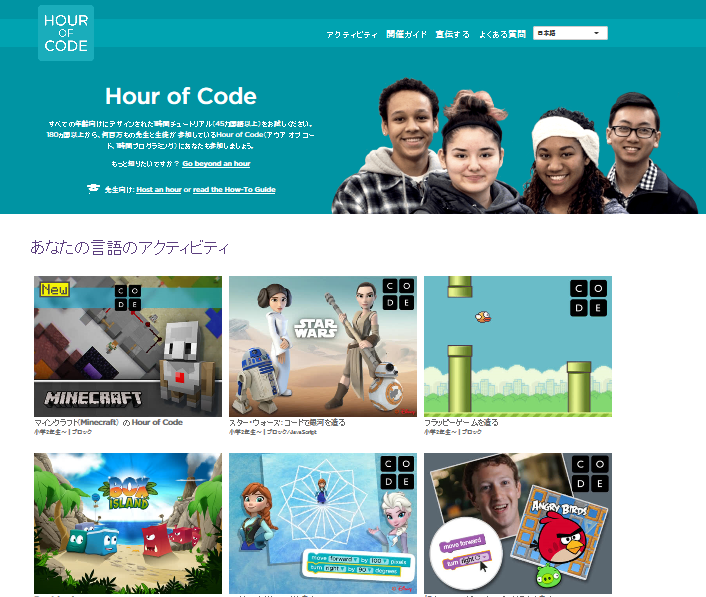 HOUR
OF
CODE
アクティビティ 開催ガイド 宣伝する よくある質問 日本語
Hour of Code
すべての年齢向けにデザインされた1時間チュートリアル(45カ国語以上)をお試しください。
180カ国以上から、何百万もの先生と生徒が参加しているHour of Code(アワー オブ コー
ド、1時間プログラミング)にあなたも参加しましょう。
もっと知りたいですか? Go beyond an hour
先生向け: Host an hour or read the How-To Guide
あなたの言語のアクティビティ
New
C O
D E
MINECRAFT
C O
D E
STAR
WARS
C O
D E
マインクラフト(Minecraft) の Hour of Code
小学2年生~ | ブロック
スター・ウォーズ:コードで銀河を造る
小学2年生~ | ブロック/JavaScript
フラッピーゲームを造る
小学2年生~ | ブロック
BOX
ISLAND
C O
D E
move forward by 100 pixels
turn right by 90 degrees
Disney
C O
D E
ANGRY BIRDS
move forward
turn right